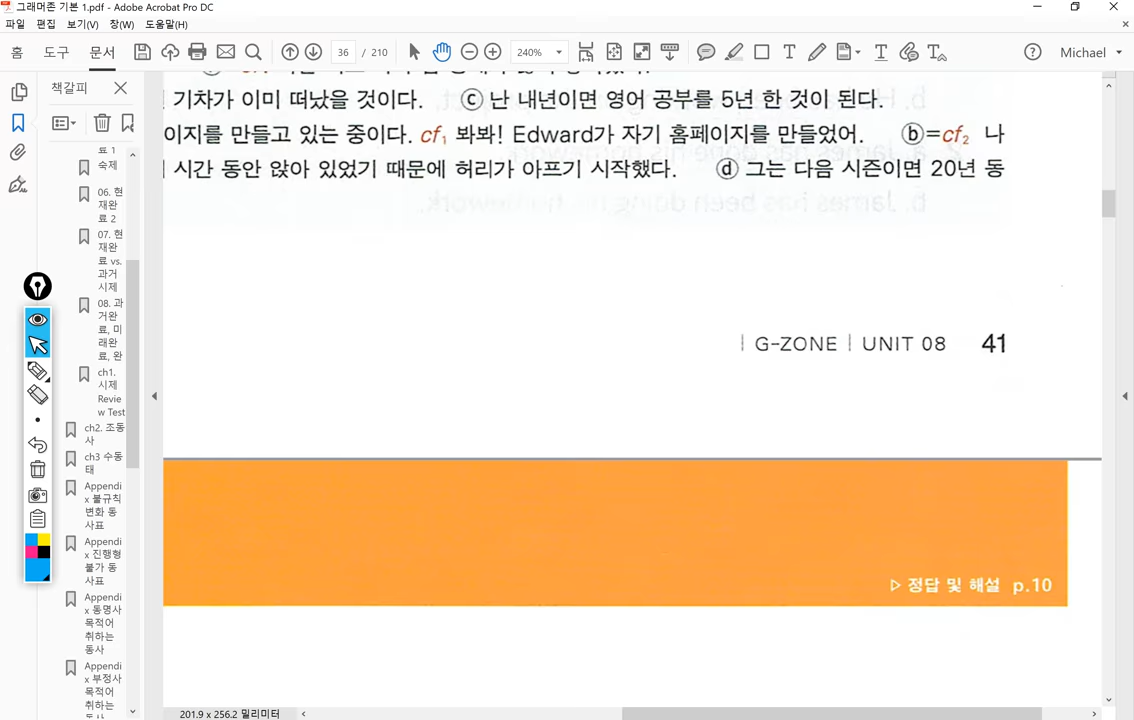 그래머존 기본 1.pdf - Adobe Acrobat Pro DC
파일 편집 보기(V) 창(W) 도움말(H)
홈 도구 문서 36 / 210 240% Michael
책갈피
료 1
숙제
06. 현
재완
료 2
07. 현
재완
료 vs.
과거
시제
08. 과
거완
료, 미
래완
료, 완
ch1.
시제
Revie
w Test
ch2. 조동
사
ch3 수동
태
Appendi
x 불규칙
변화 동
사표
Appendi
x 진행형
불가 동
사표
Appendi
x 동명사
목적어
취하는
동사
Appendi
x 부정사
목적어
취하는
기차가 이미 떠났을 것이다. ⓒ 난 내년이면 영어 공부를 5년 한 것이 된다.
이지를 만들고 있는 중이다. cf₁ 봐봐! Edward가 자기 홈페이지를 만들었어. ⓑ=cf₂ 나
시간 동안 앉아 있었기 때문에 허리가 아프기 시작했다. ⓓ 그는 다음 시즌이면 20년 동
| G-ZONE | UNIT 08 41
▷ 정답 및 해설 p.10
201.9 x 256.2 밀리미터